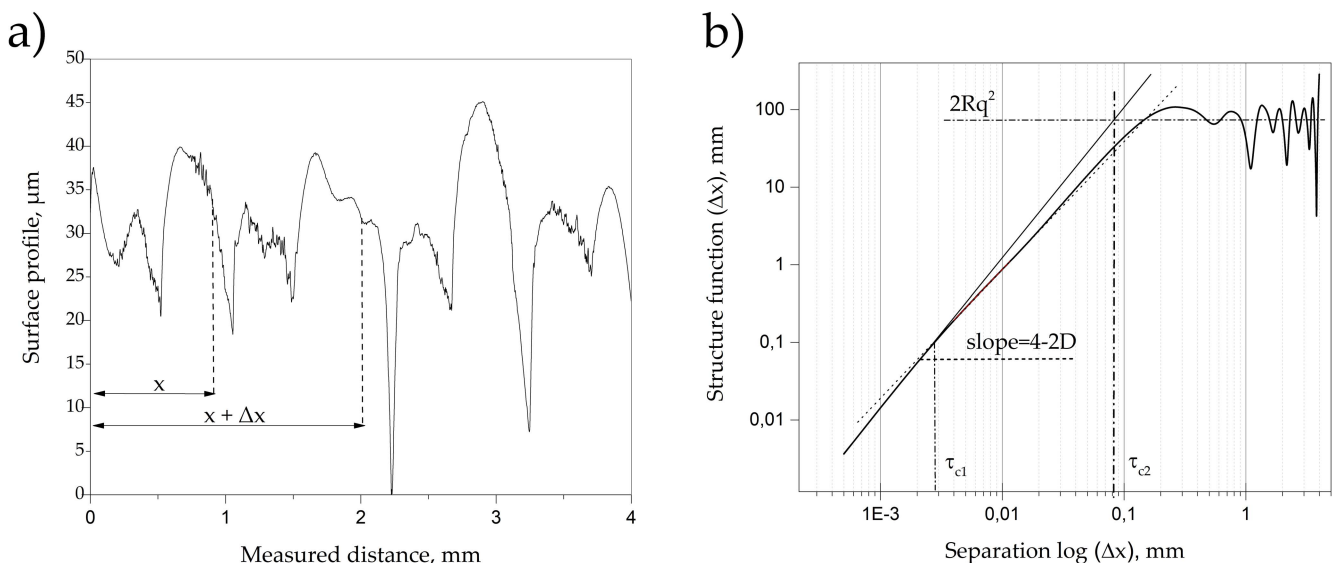 a)
Surface profile, µm
50
45
40
35
30
25
20
15
10
5
0
x
x + Δx
0
1
2
3
4
Measured distance, mm
b)
Structure function (Δx), mm
100
10
1
0,1
0,01
2Rq²
slope=4-2D
τc1
τc2
1E-3
0,01
0,1
1
Separation log (Δx), mm